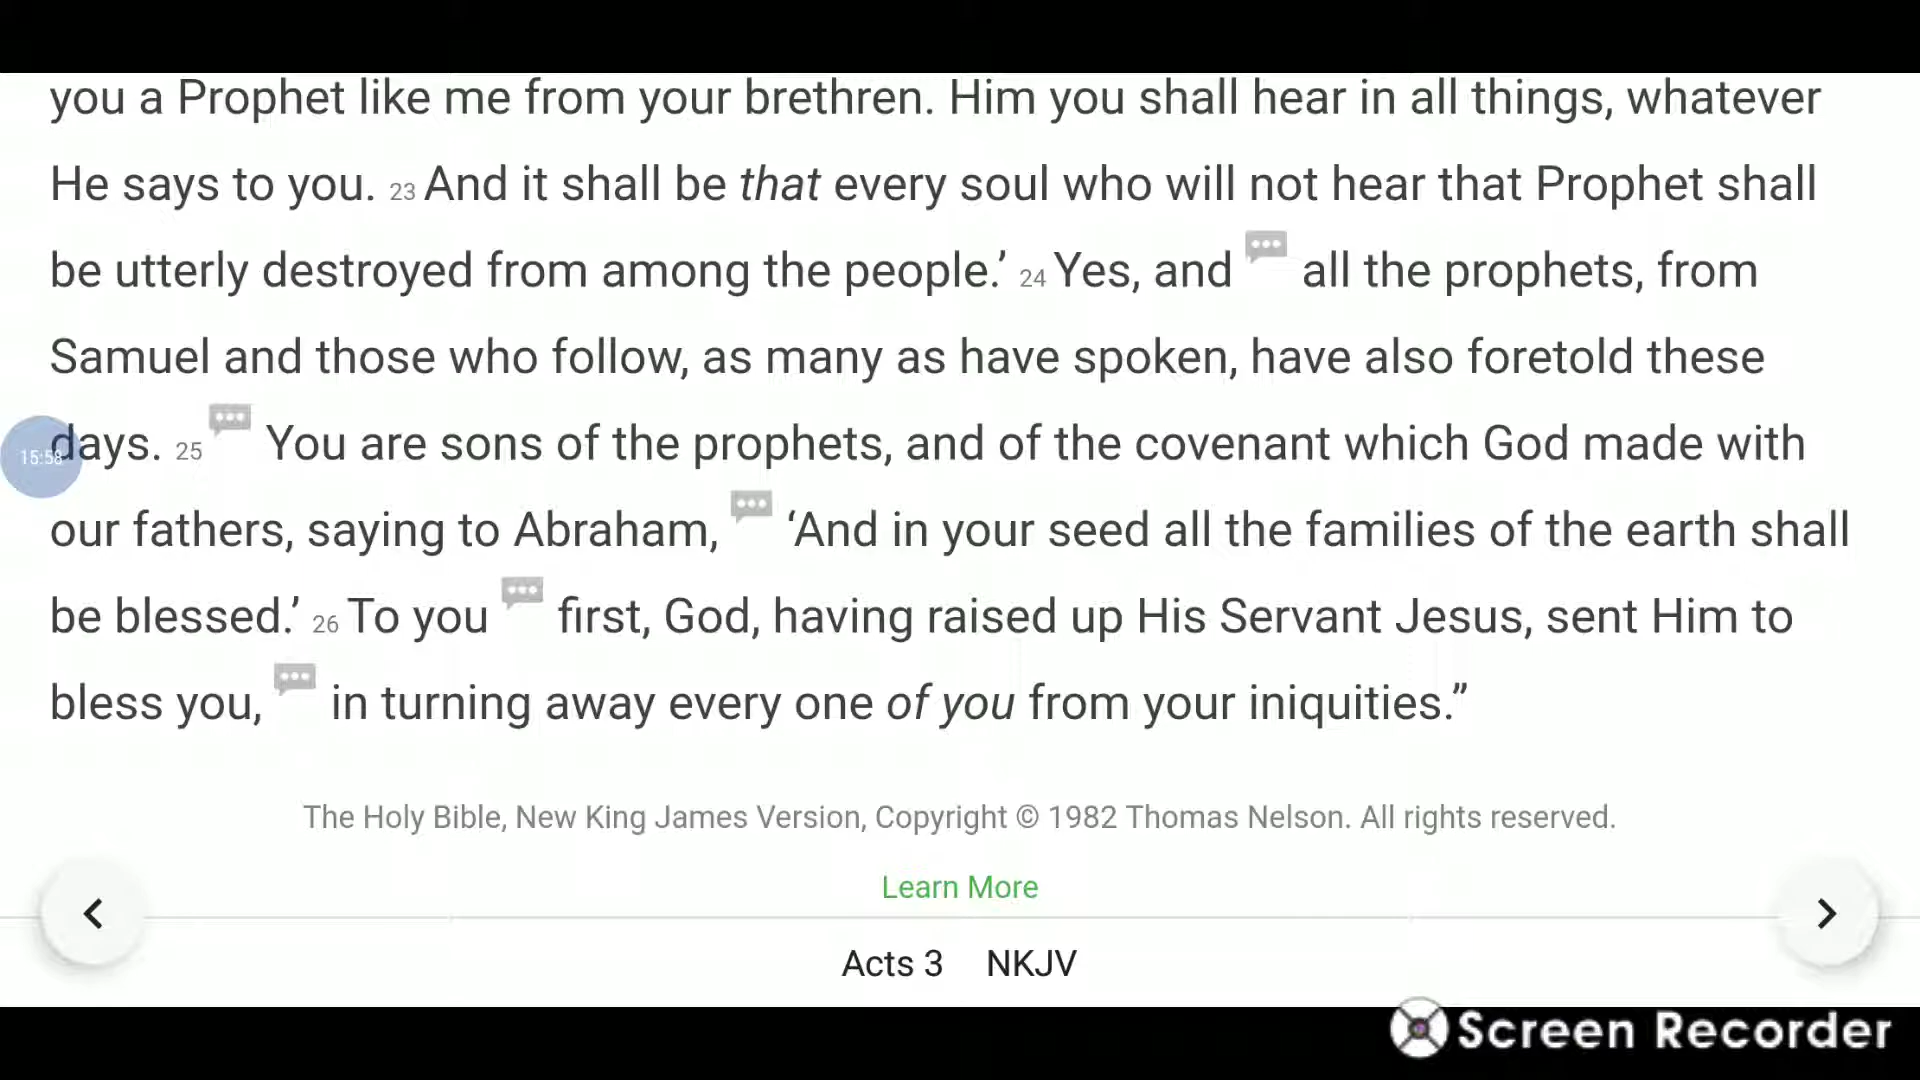 you a Prophet like me from your brethren. Him you shall hear in all things, whatever
He says to you. 23 And it shall be that every soul who will not hear that Prophet shall
be utterly destroyed from among the people.’ 24 Yes, and all the prophets, from
Samuel and those who follow, as many as have spoken, have also foretold these
days. 25 You are sons of the prophets, and of the covenant which God made with
15:58
our fathers, saying to Abraham, ‘And in your seed all the families of the earth shall
be blessed.’ 26 To you first, God, having raised up His Servant Jesus, sent Him to
bless you, in turning away every one of you from your iniquities.”
The Holy Bible, New King James Version, Copyright © 1982 Thomas Nelson. All rights reserved.
Learn More
Acts 3 NKJV
Screen Recorder